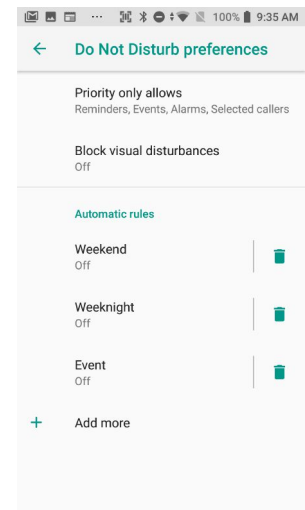 100% 9:35 AM
Do Not Disturb preferences
Priority only allows
Reminders, Events, Alarms, Selected callers
Block visual disturbances
Off
Automatic rules
Weekend
Off
Weeknight
Off
Event
Off
Add more